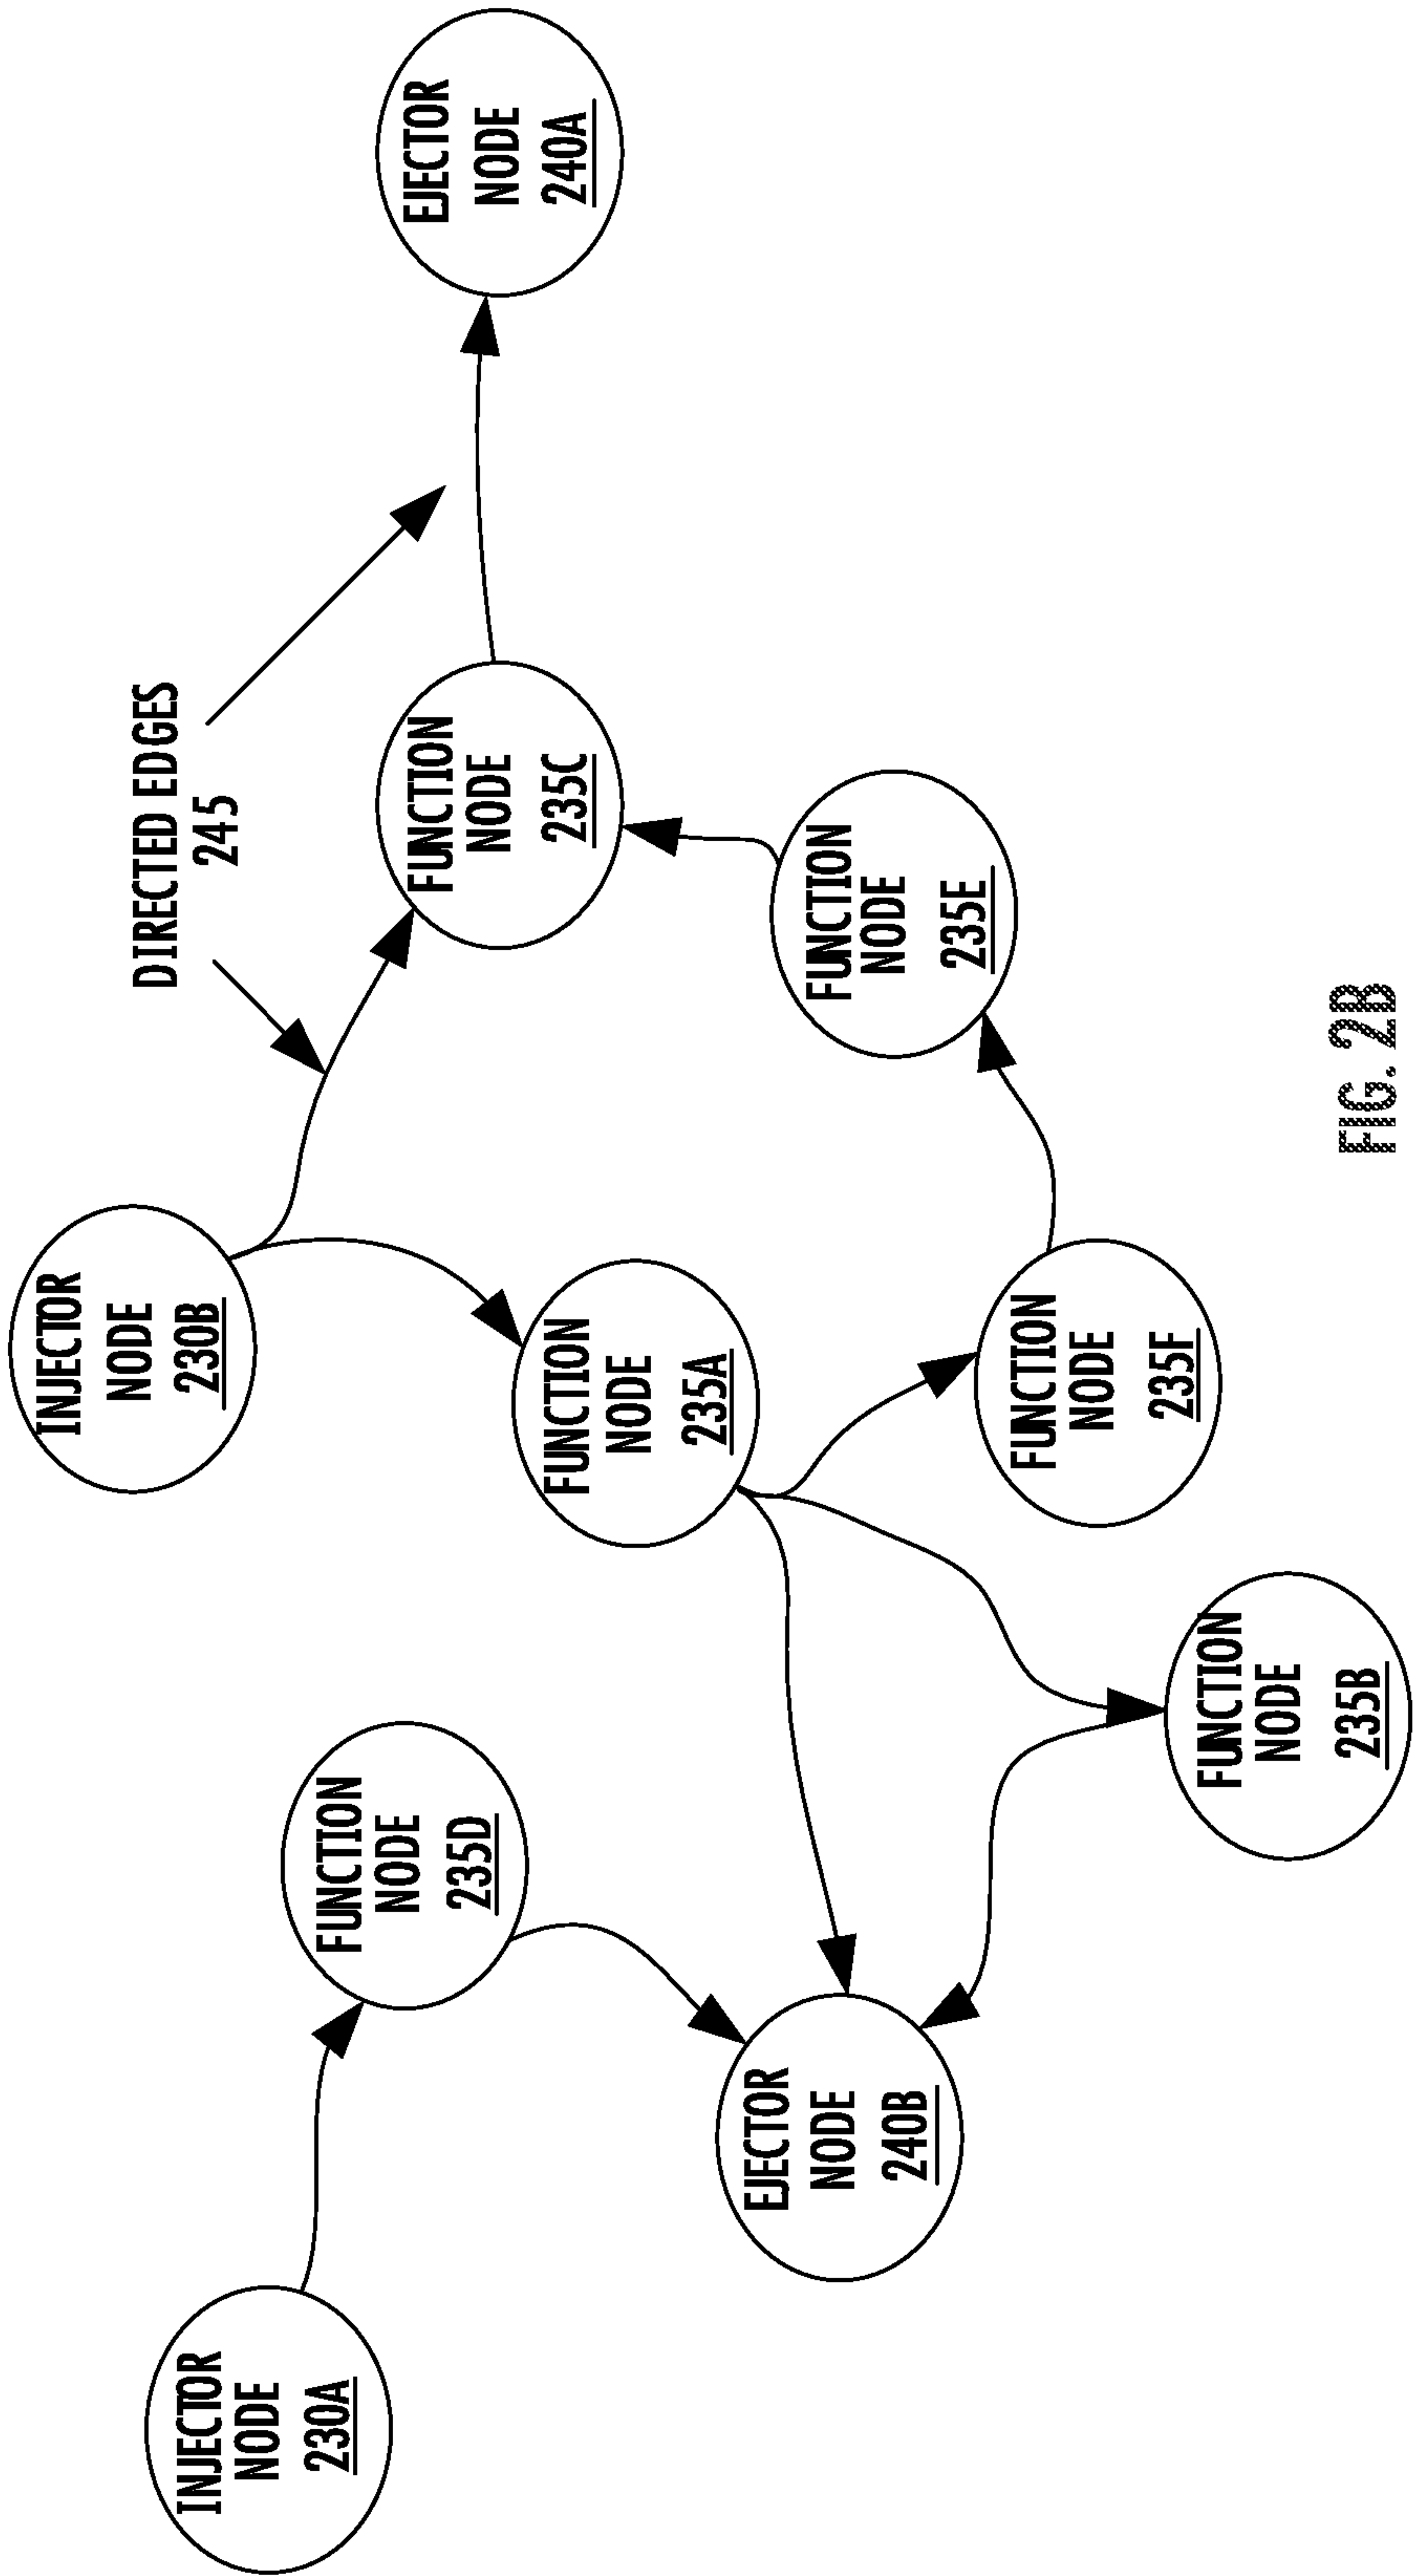 INJECTOR
NODE
230A
INJECTOR
NODE
230B
DIRECTED EDGES
245
FUNCTION
NODE
235D
FUNCTION
NODE
235C
EJECTOR
NODE
240A
FUNCTION
NODE
235A
EJECTOR
NODE
240B
FUNCTION
NODE
235E
FUNCTION
NODE
235F
FUNCTION
NODE
235B
FIG. 2B